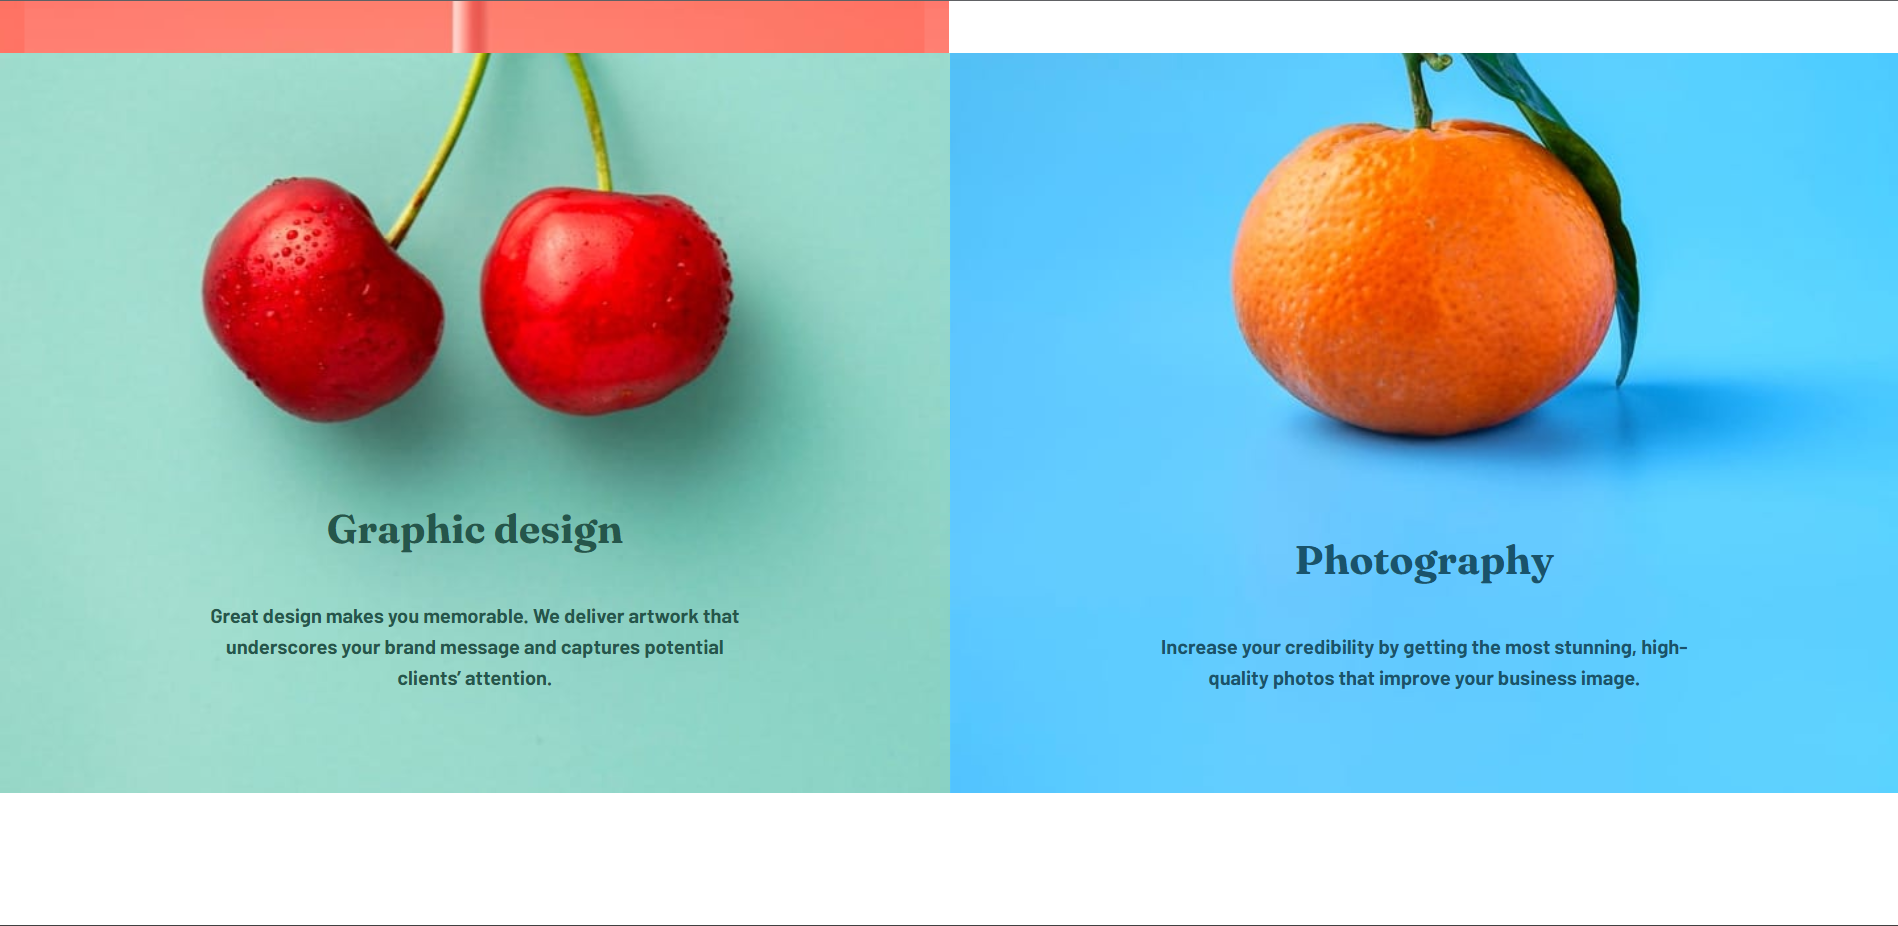 Graphic design
Great design makes you memorable. We deliver artwork that
underscores your brand message and captures potential
clients’ attention.
Photography
Increase your credibility by getting the most stunning, high-
quality photos that improve your business image.